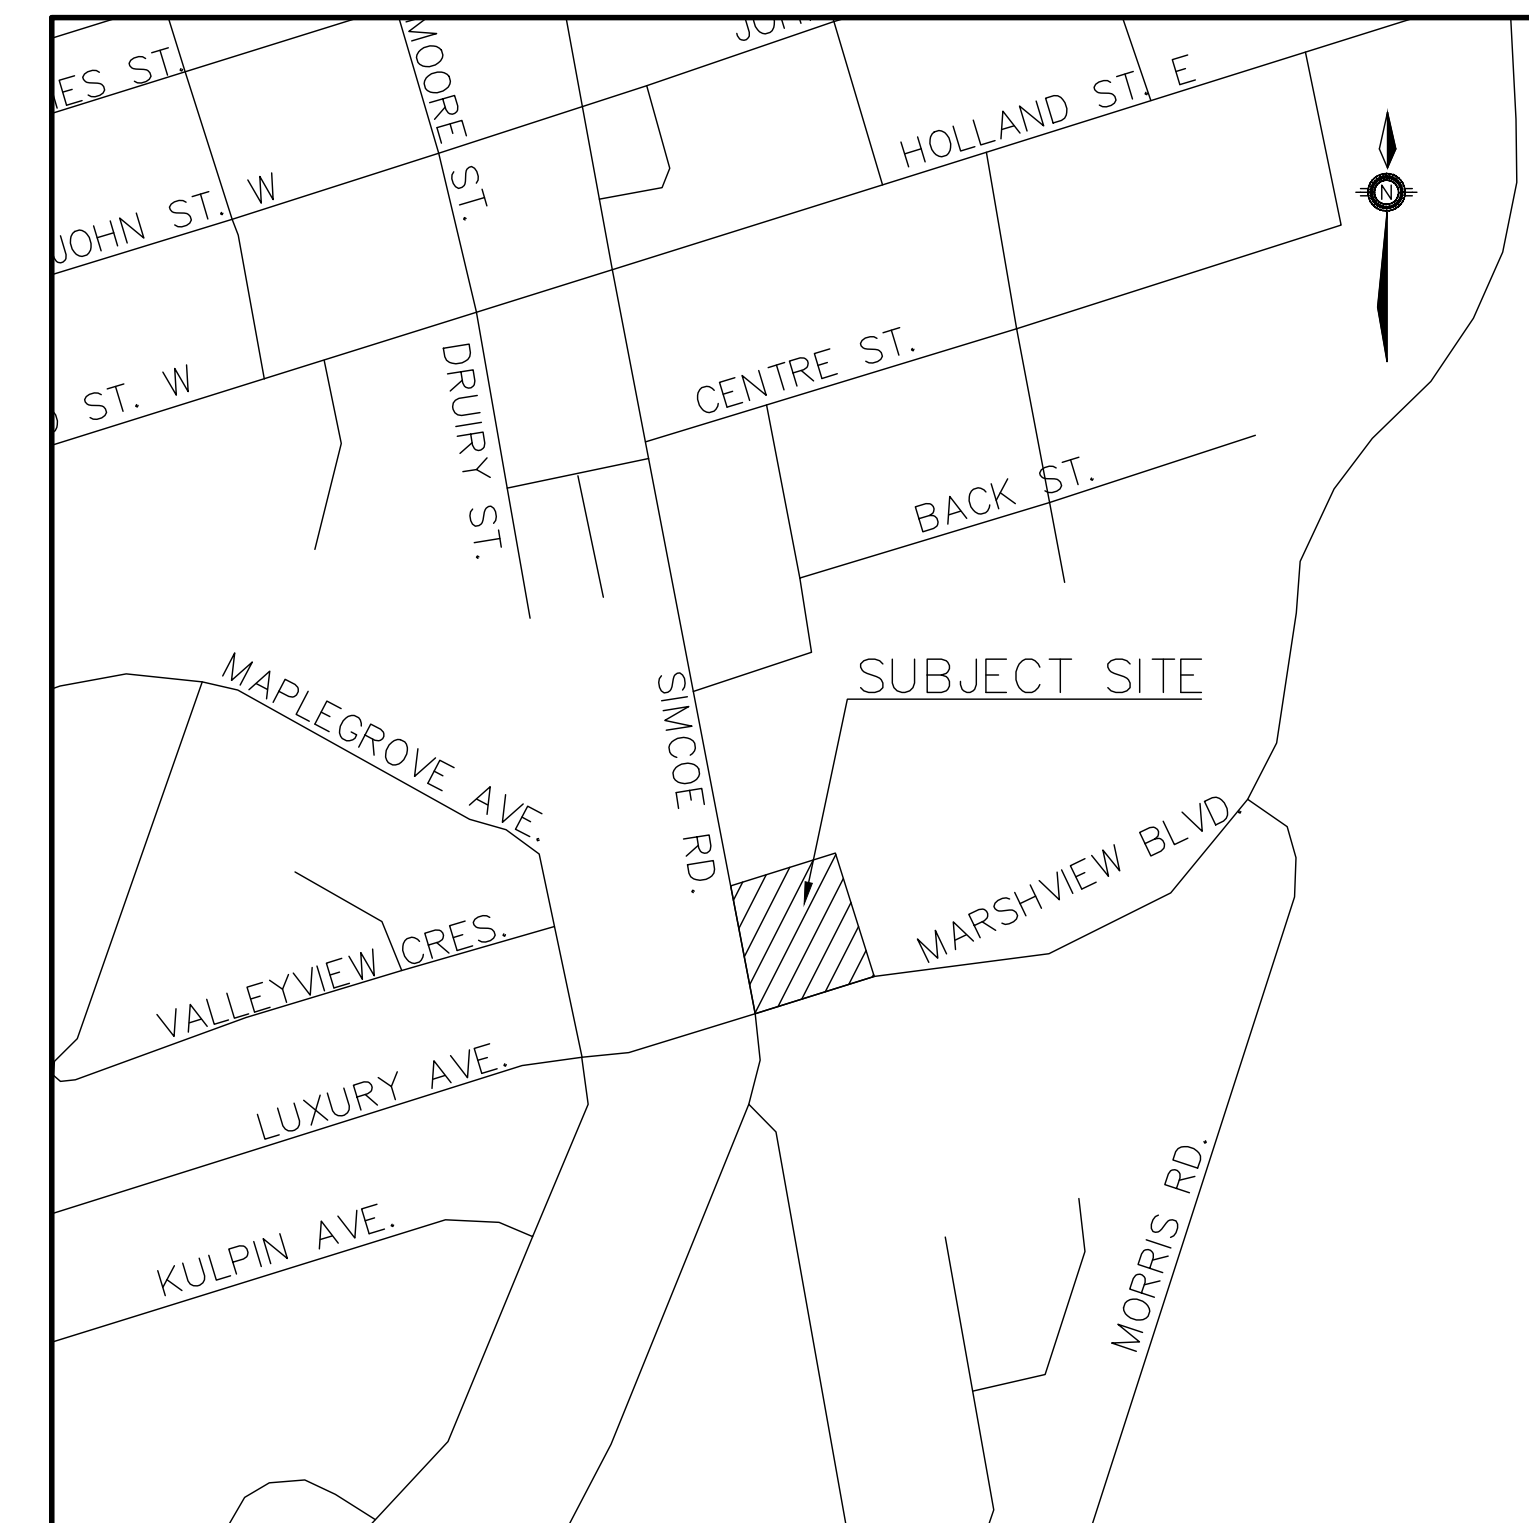 ST.
MOORE ST.
HOLLAND ST. E
JOHN ST. W
N
ST. W
DRUIRY ST.
CENTRE ST.
BACK ST.
SUBJECT SITE
MAPLEGROVE AVE.
SIMCOE RD.
MARSHVIEW BLVD.
VALLEYVIEW CRES.
LUXURY AVE.
MORRIS RD.
KULPIN AVE.